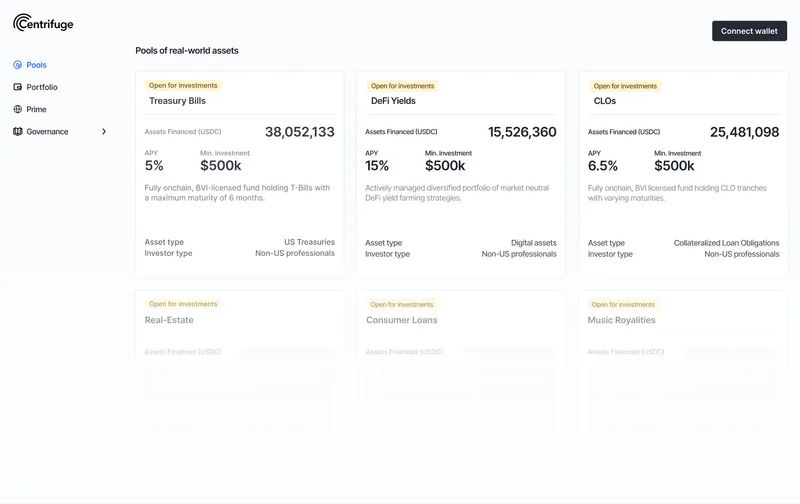 Centrifuge
Connect wallet
Pools
Portfolio
Prime
Governance
Pools of real-world assets
Open for investments
Treasury Bills
Assets Financed (USDC) 38,052,133
APY Min. Investment
5% $500k
Fully onchain, BVI-licensed fund holding T-Bills with
a maximum maturity of 6 months.
Asset type US Treasuries
Investor type Non-US professionals
Open for investments
DeFi Yields
Assets Financed (USDC) 15,526,360
APY Min. Investment
15% $500k
Actively managed diversified portfolio of market neutral
DeFi yield farming strategies.
Asset type Digital assets
Investor type Non-US professionals
Open for investments
CLOs
Assets Financed (USDC) 25,481,098
APY Min. Investment
6.5% $500k
Fully onchain, BVI licensed fund holding CLO tranches
with varying maturities.
Asset type Collateralized Loan Obligations
Investor type Non-US professionals
Open for investments
Real-Estate
Assets Financed (USDC)
Open for investments
Consumer Loans
Assets Financed (USDC)
Open for investments
Music Royalities
Assets Financed (USDC)